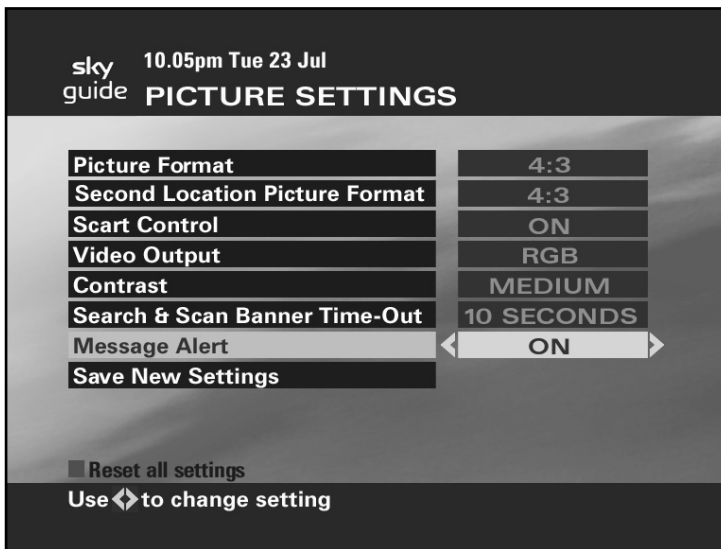 sky guide 10.05pm Tue 23 Jul
PICTURE SETTINGS
Picture Format 4:3
Second Location Picture Format 4:3
Scart Control ON
Video Output RGB
Contrast MEDIUM
Search & Scan Banner Time-Out 10 SECONDS
Message Alert ON
Save New Settings
Reset all settings
Use to change setting